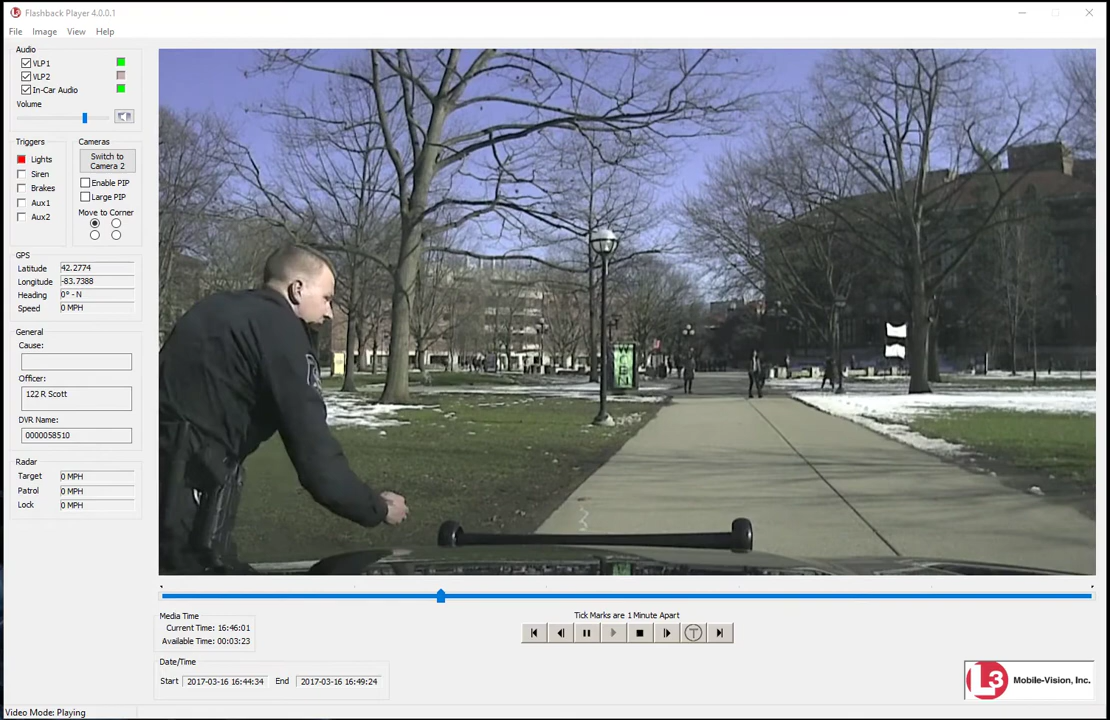 Flashback Player 4.0.0.1
File Image View Help
Audio
VLP1
VLP2
In-Car Audio
Volume
Triggers
Lights
Siren
Brakes
Aux1
Aux2
Cameras
Switch to
Camera 2
Enable PIP
Large PIP
Move to Corner
GPS
Latitude 42.2774
Longitude -83.7388
Heading 0° - N
Speed 0 MPH
General
Cause:
Officer:
122 R Scott
DVR Name:
0000058510
Radar
Target 0 MPH
Patrol 0 MPH
Lock 0 MPH
Tick Marks are 1 Minute Apart
T
Media Time
Current Time: 16:46:01
Available Time: 00:03:23
Date/Time
Start 2017-03-16 16:44:34 End 2017-03-16 16:49:24
L3 Mobile-Vision, Inc.
Video Mode: Playing